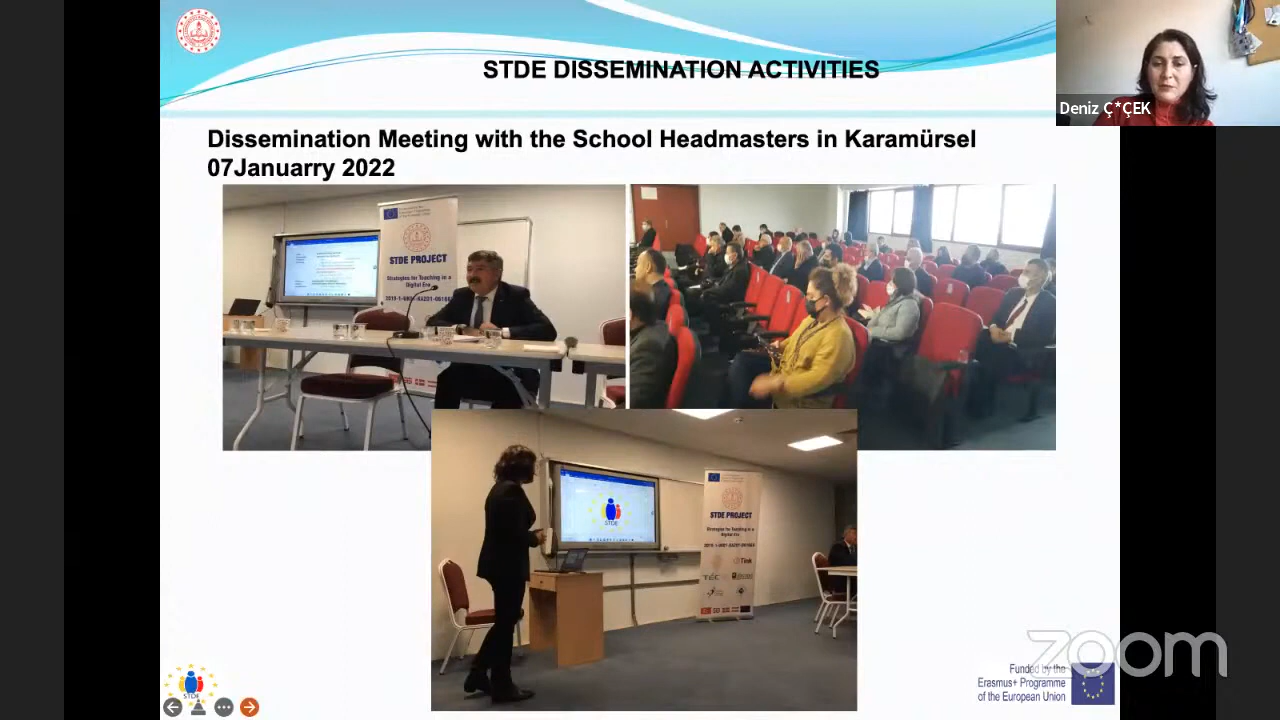 STDE DISSEMINATION ACTIVITIES
Deniz Ç*ÇEK
Dissemination Meeting with the School Headmasters in Karamürsel
07Januarry 2022
STDE PROJECT
Strategies for Teaching in a
Digital Era
STDE
STDE PROJECT
Strategies for Teaching in a
Digital Era
STDE
zoom
Funded by the
Erasmus+ Programme
of the European Union